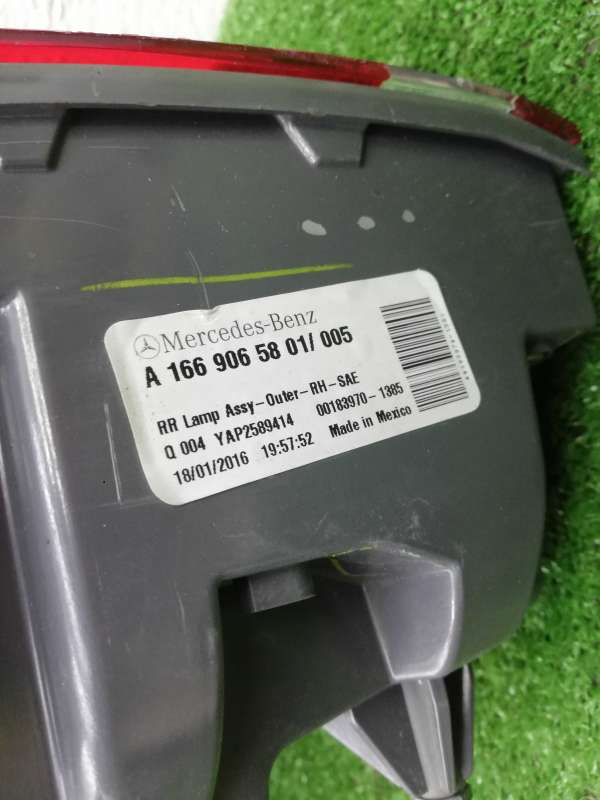 Mercedes-Benz
A 166 906 58 01/ 005
RR Lamp Assy-Outer-RH-SAE
Q 004 YAP2589414 00183970-1385
18/01/2016 19:57:52 Made in Mexico